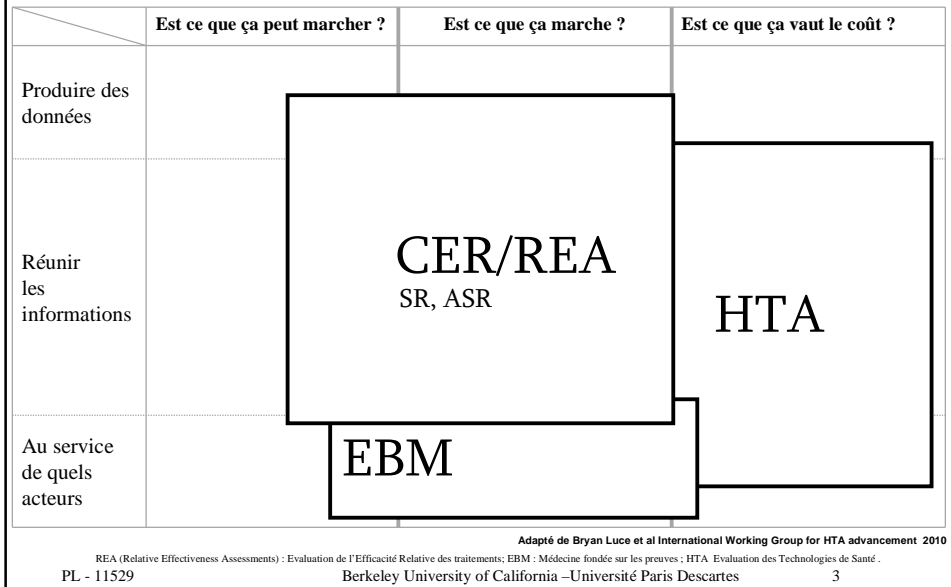 Est ce que ça peut marcher ?
Est ce que ça marche ?
Est ce que ça vaut le coût ?
Produire des
données
CER/REA
SR, ASR
Réunir
les
informations
HTA
Au service
de quels
acteurs
EBM
Adapté de Bryan Luce et al International Working Group for HTA advancement 2010
REA (Relative Effectiveness Assessments) : Evaluation de l'Efficacité Relative des traitements; EBM : Médecine fondée sur les preuves ; HTA Evaluation des Technologies de Santé .
PL - 11529
Berkeley University of California –Université Paris Descartes
3